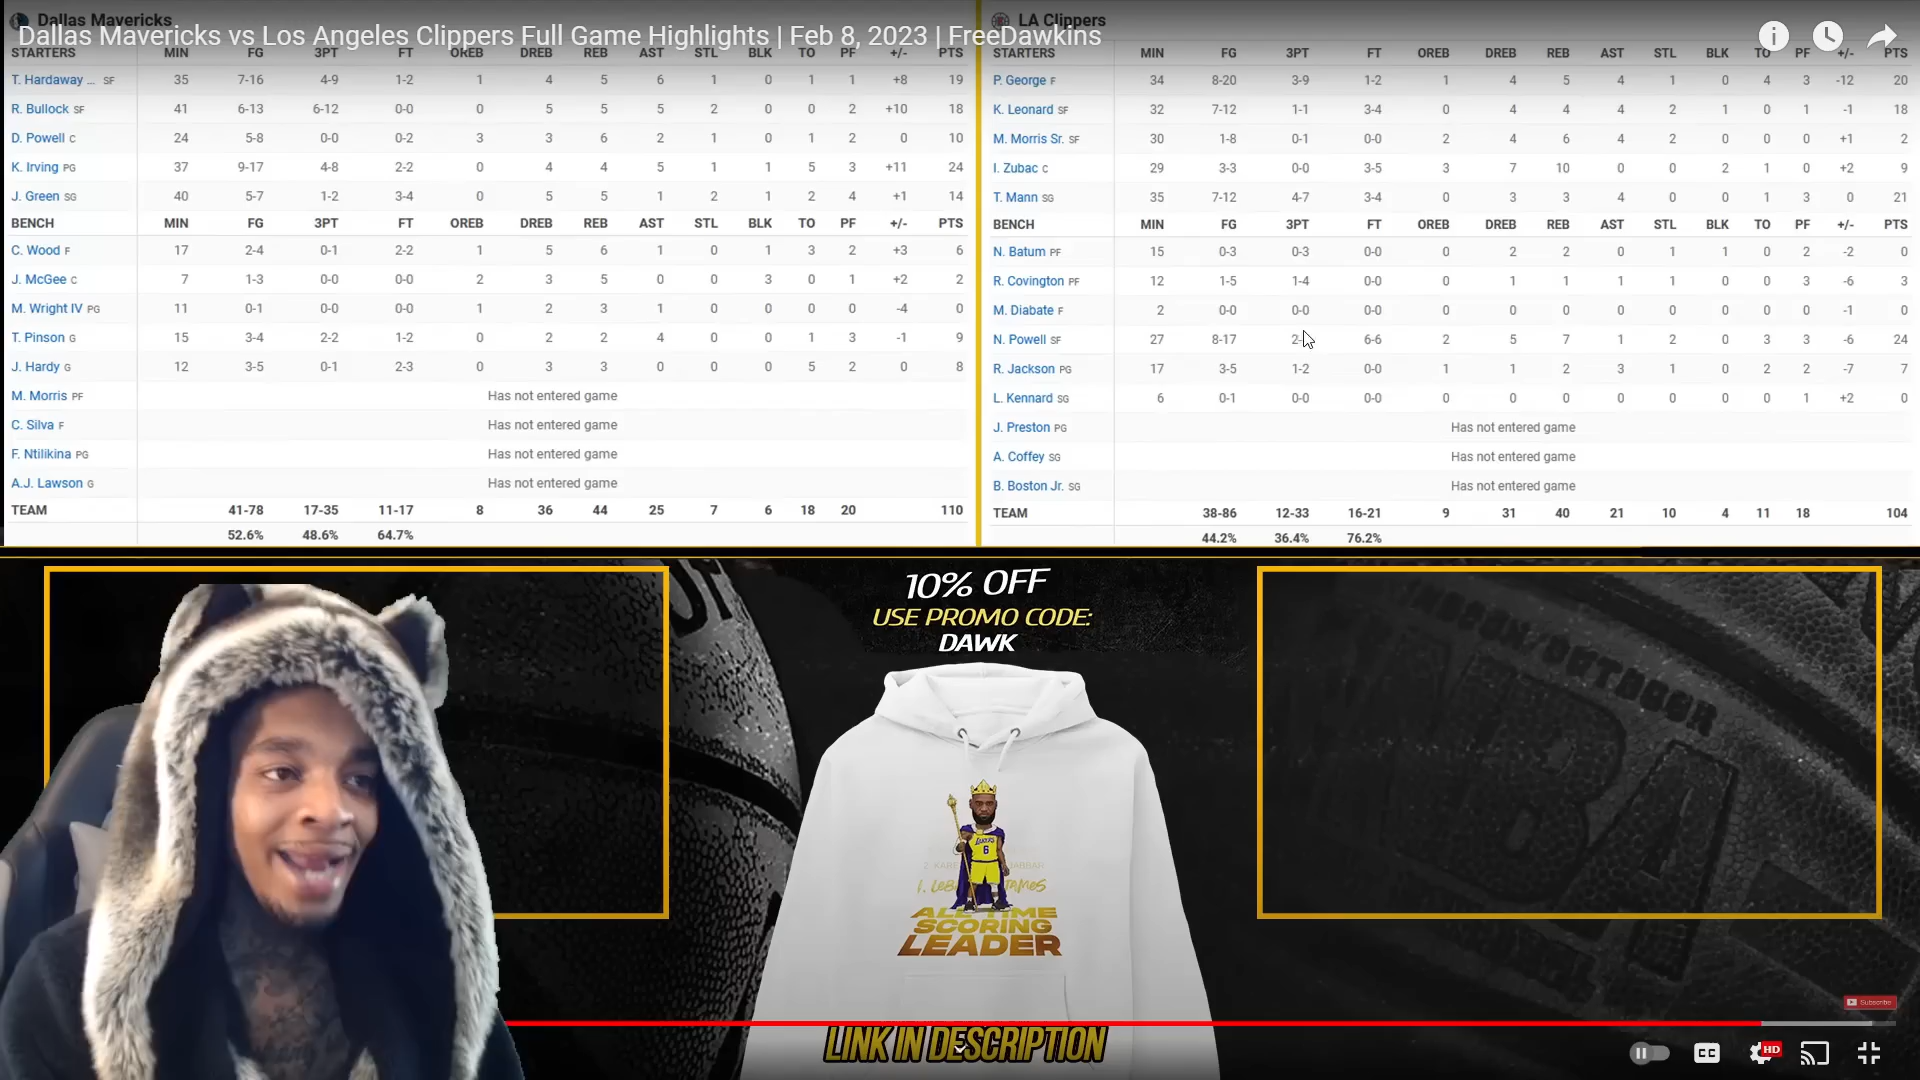 Dallas Mavericks
LA Clippers
Dallas Mavericks vs Los Angeles Clippers Full Game Highlights | Feb 8, 2023 | FreeDawkins
STARTERS MIN FG 3PT FT OREB DREB REB AST STL BLK TO PF +/- PTS
T. Hardaway ... SF 35 7-16 4-9 1-2 1 4 5 6 1 0 1 1 +8 19
R. Bullock SF 41 6-13 6-12 0-0 0 5 5 5 2 0 0 2 +10 18
D. Powell C 24 5-8 0-0 0-2 3 3 6 2 1 0 1 2 0 10
K. Irving PG 37 9-17 4-8 2-2 0 4 4 5 1 1 5 3 +11 24
J. Green SG 40 5-7 1-2 3-4 0 5 5 1 2 1 2 4 +1 14
BENCH MIN FG 3PT FT OREB DREB REB AST STL BLK TO PF +/- PTS
C. Wood F 17 2-4 0-1 2-2 1 5 6 1 0 1 3 2 +3 6
J. McGee C 7 1-3 0-0 0-0 2 3 5 0 0 3 0 1 +2 2
M. Wright IV PG 11 0-1 0-0 0-0 1 2 3 1 0 0 0 0 -4 0
T. Pinson G 15 3-4 2-2 1-2 0 2 2 4 0 0 1 3 -1 9
J. Hardy G 12 3-5 0-1 2-3 0 3 3 0 0 0 5 2 0 8
M. Morris PF Has not entered game
C. Silva F Has not entered game
F. Ntilikina PG Has not entered game
A.J. Lawson G Has not entered game
TEAM 41-78 17-35 11-17 8 36 44 25 7 6 18 20 110
52.6% 48.6% 64.7%
STARTERS MIN FG 3PT FT OREB DREB REB AST STL BLK TO PF +/- PTS
P. George F 34 8-20 3-9 1-2 1 4 5 4 1 0 4 3 -12 20
K. Leonard SF 32 7-12 1-1 3-4 0 4 4 4 2 1 0 1 -1 18
M. Morris Sr. SF 30 1-8 0-1 0-0 2 4 6 4 2 0 0 0 +1 2
I. Zubac C 29 3-3 0-0 3-5 3 7 10 0 0 2 1 0 +2 9
T. Mann SG 35 7-12 4-7 3-4 0 3 3 4 0 0 1 3 0 21
BENCH MIN FG 3PT FT OREB DREB REB AST STL BLK TO PF +/- PTS
N. Batum PF 15 0-3 0-3 0-0 0 2 2 0 1 1 0 2 -2 0
R. Covington PF 12 1-5 1-4 0-0 0 1 1 1 1 0 0 3 -6 3
M. Diabate F 2 0-0 0-0 0-0 0 0 0 0 0 0 0 0 -1 0
N. Powell SF 27 8-17 6-6 2 5 7 1 2 0 3 3 -6 24
R. Jackson PG 17 3-5 1-2 0-0 1 1 2 3 1 0 2 2 -7 7
L. Kennard SG 6 0-1 0-0 0-0 0 0 0 0 0 0 0 1 +2 0
J. Preston PG Has not entered game
A. Coffey SG Has not entered game
B. Boston Jr. SG Has not entered game
TEAM 38-86 12-33 16-21 9 31 40 21 10 4 11 18 104
44.2% 36.4% 76.2%
10% OFF
USE PROMO CODE:
DAWK
LAKERS
6
ALL TIME
SCORING
LEADER
LINK IN DESCRIPTION
Subscribe
CC
HD